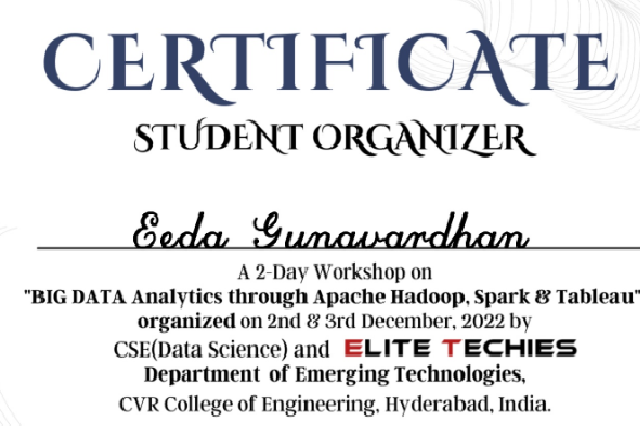 CERTIFICATE
STUDENT ORGANIZER
Eeda Gunavardhan
A 2-Day Workshop on
"BIG DATA Analytics through Apache Hadoop, Spark & Tableau"
organized on 2nd & 3rd December, 2022 by
CSE(Data Science) and ELITE TECHIES
Department of Emerging Technologies,
CVR College of Engineering, Hyderabad, India.